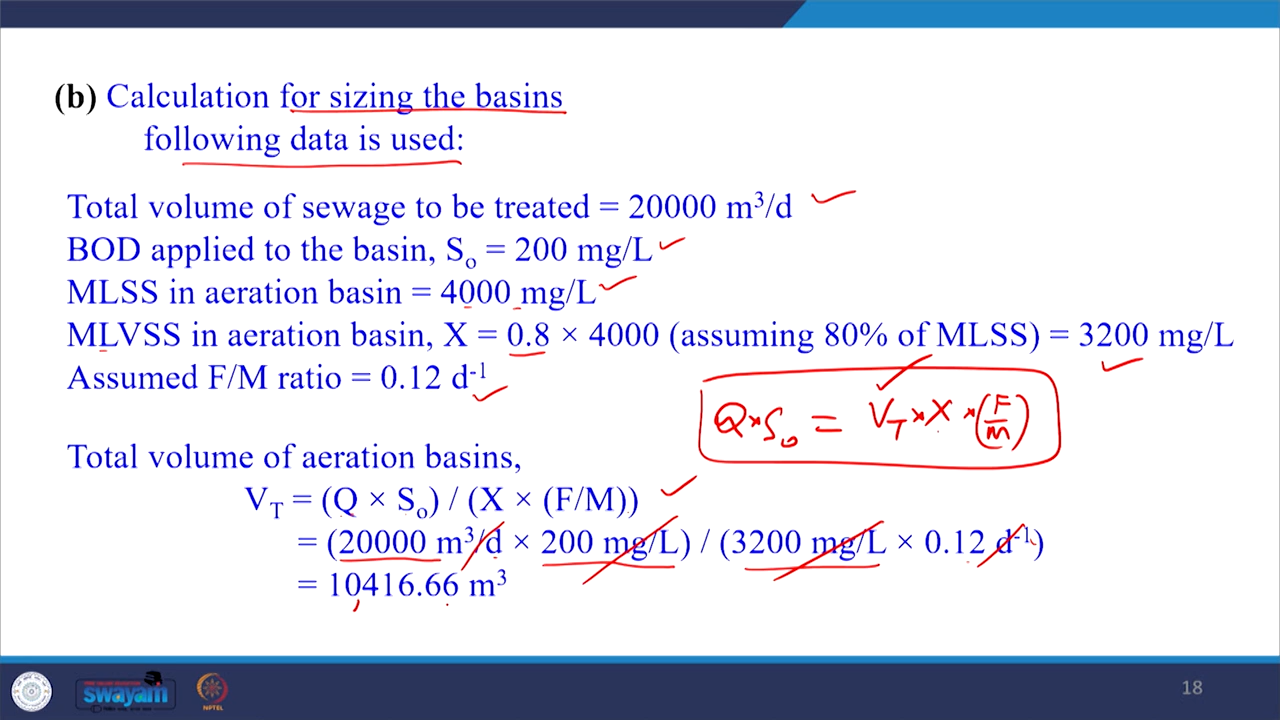 (b) Calculation for sizing the basins
following data is used:
Total volume of sewage to be treated = 20000 m³/d
BOD applied to the basin, Sₒ = 200 mg/L
MLSS in aeration basin = 4000 mg/L
MLVSS in aeration basin, X = 0.8 × 4000 (assuming 80% of MLSS) = 3200 mg/L
Assumed F/M ratio = 0.12 d⁻¹
Q×Sₒ = V_T × X × (F/M)
Total volume of aeration basins,
V_T = (Q × Sₒ) / (X × (F/M))
= (20000 m³/d × 200 mg/L) / (3200 mg/L × 0.12 d⁻¹)
= 10416.66 m³
swayam
NPTEL
18